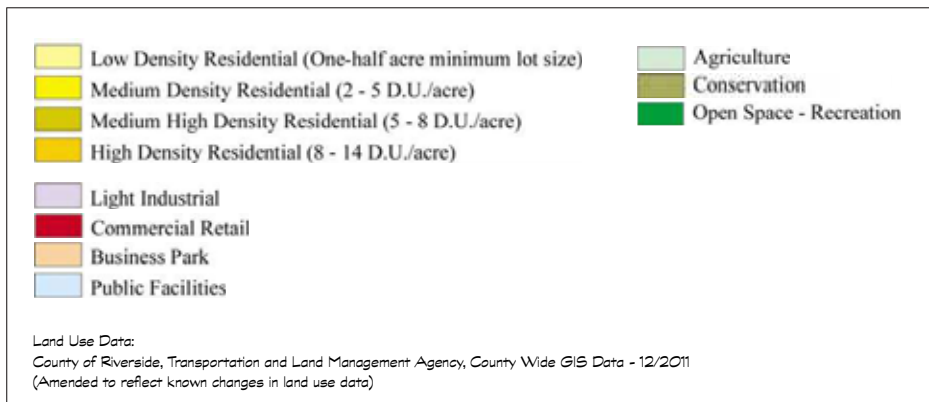 Low Density Residential (One-half acre minimum lot size)
Medium Density Residential (2 - 5 D.U./acre)
Medium High Density Residential (5 - 8 D.U./acre)
High Density Residential (8 - 14 D.U./acre)
Light Industrial
Commercial Retail
Business Park
Public Facilities
Agriculture
Conservation
Open Space - Recreation
Land Use Data:
County of Riverside, Transportation and Land Management Agency, County Wide GIS Data - 12/2011
(Amended to reflect known changes in land use data)